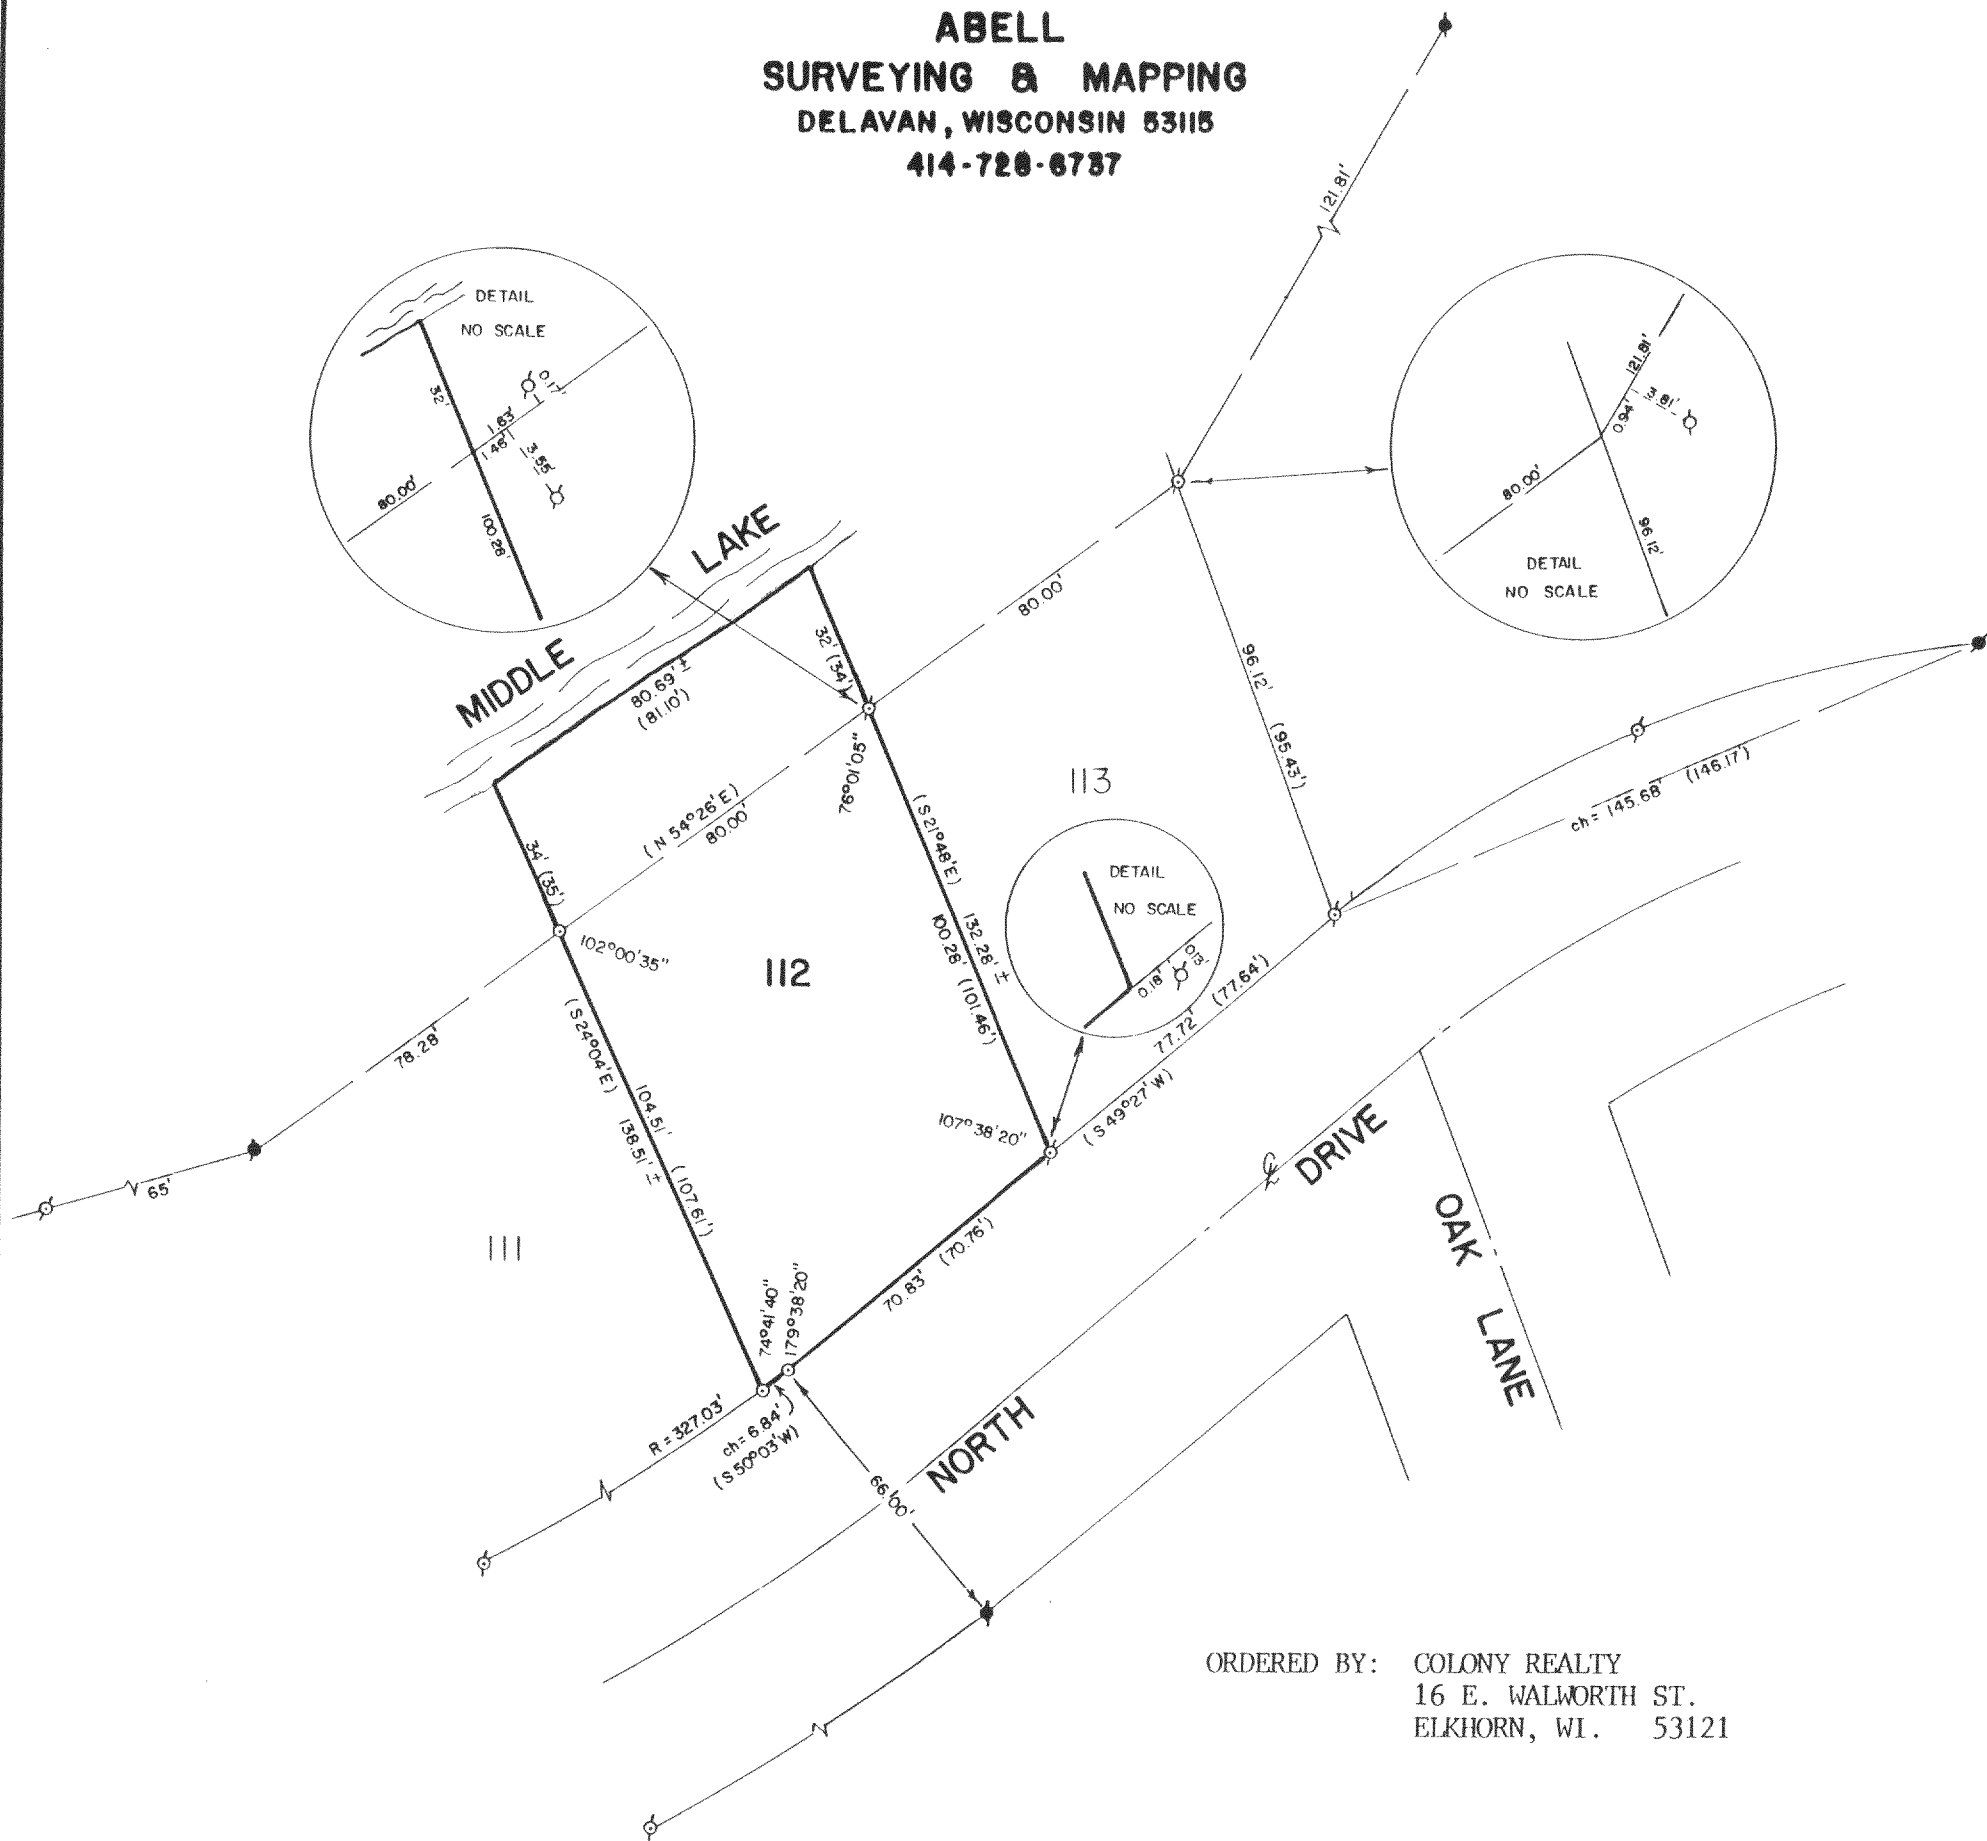 ABELL
SURVEYING & MAPPING
DELAVAN, WISCONSIN 53115
414-728-6737
121.81'
DETAIL
NO SCALE
32'
0.17'
1.63'
1.46'
3.55'
80.00'
100.28'
121.81'
3.81'
0.94'
80.00'
96.12'
DETAIL
NO SCALE
MIDDLE LAKE
80.69'±
(81.10')
32' (34')
80.00'
96.12' (95.43')
76°01'05"
113
(N 54°26'E)
80.00'
34' (35')
102°00'35"
112
(S21°48'E) 132.28'±
100.28' (101.46')
DETAIL
NO SCALE
0.18'
ch= 145.68' (146.17')
77.72' (77.64')
(S49°27'W)
78.28'
65'
(S24°04'E) 104.51' (107.61')
138.51'±
107°38'20"
111
70.83' (70.76')
74°41'40"
179°38'20"
R = 327.03'
ch= 6.84'
(S50°03'W)
66.00'
NORTH DRIVE
OAK LANE
ORDERED BY: COLONY REALTY
16 E. WALWORTH ST.
ELKHORN, WI. 53121